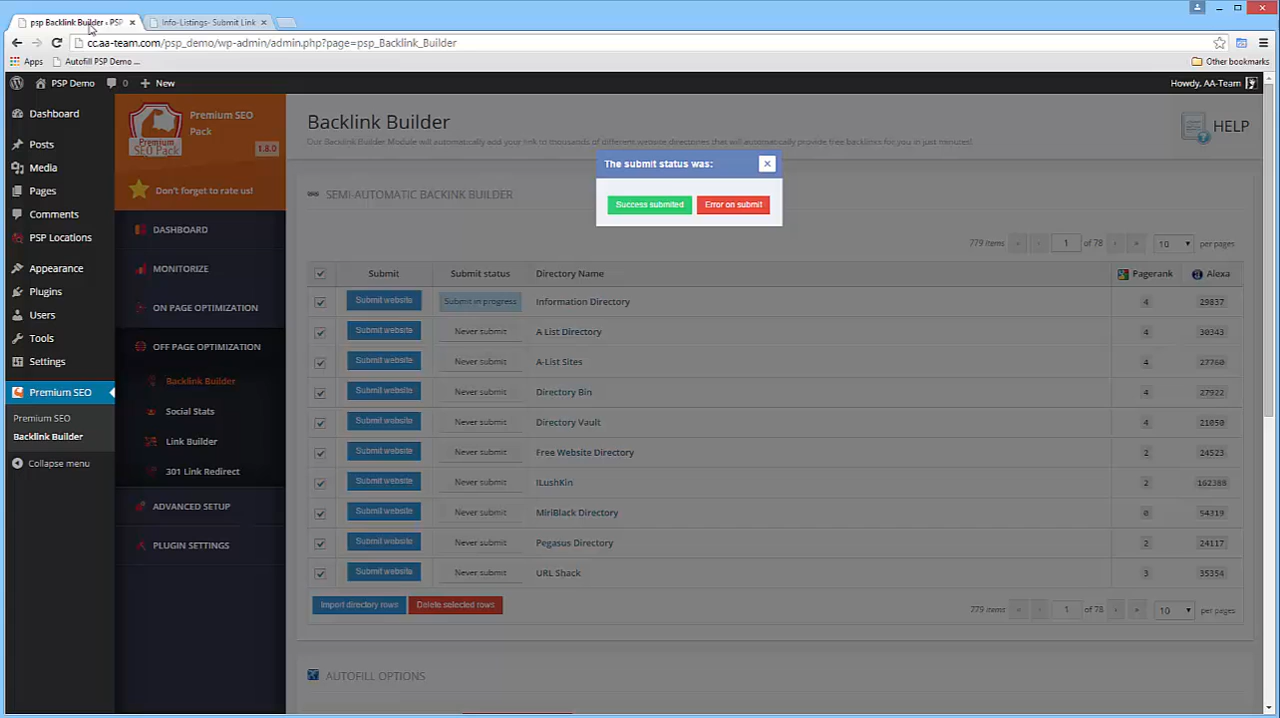 psp Backlink Builder ‹ PSP
Info-Listings- Submit Link
cc.aa-team.com/psp_demo/wp-admin/admin.php?page=psp_Backlink_Builder
Apps Autofill PSP Demo ... Other bookmarks
PSP Demo 0 New Howdy, AA-Team
Dashboard
Posts
Media
Pages
Comments
PSP Locations
Appearance
Plugins
Users
Tools
Settings
Premium SEO
Premium SEO
Backlink Builder
Collapse menu
Premium SEO
Pack
1.8.0
Premium
SEO Pack
Don't forget to rate us!
DASHBOARD
MONITORIZE
ON PAGE OPTIMIZATION
OFF PAGE OPTIMIZATION
Backlink Builder
Social Stats
Link Builder
301 Link Redirect
ADVANCED SETUP
PLUGIN SETTINGS
Backlink Builder
Our Backlink Builder Module will automatically add your link to thousands of different website directories that will automatically provide free backlinks for you in just minutes!
HELP
The submit status was:
Success submited Error on submit
SEMI-AUTOMATIC BACKINK BUILDER
779 items « ‹ 1 of 78 › » 10 per pages
Submit Submit status Directory Name Pagerank Alexa
Submit website Submit in progress Information Directory 4 29837
Submit website Never submit A List Directory 4 30343
Submit website Never submit A-List Sites 4 27760
Submit website Never submit Directory Bin 4 27922
Submit website Never submit Directory Vault 4 21050
Submit website Never submit Free Website Directory 2 24523
Submit website Never submit ILushKin 2 162388
Submit website Never submit MiriBlack Directory 0 54319
Submit website Never submit Pegasus Directory 2 24117
Submit website Never submit URL Shack 3 35354
Import directory rows Delete selected rows 779 items « ‹ 1 of 78 › » 10 per pages
AUTOFILL OPTIONS